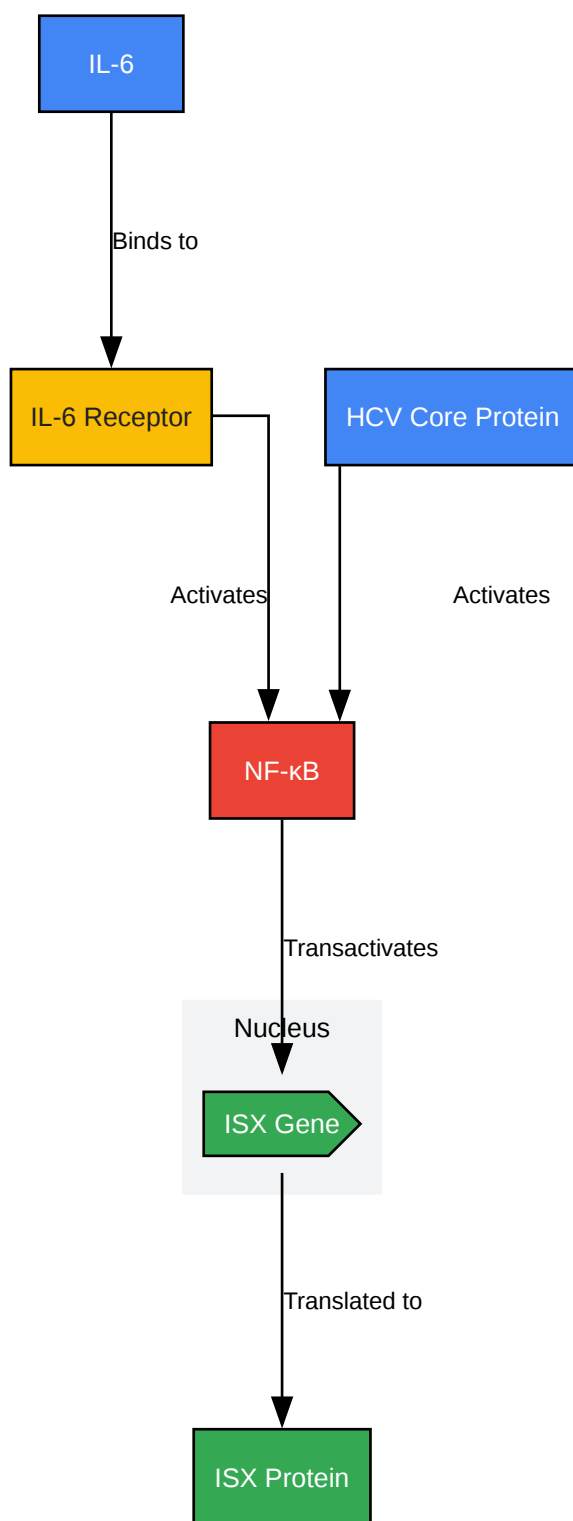 IL-6
Binds to
IL-6 Receptor
HCV Core Protein
Activates
Activates
NF-κB
Transactivates
Nucleus
ISX Gene
Translated to
ISX Protein